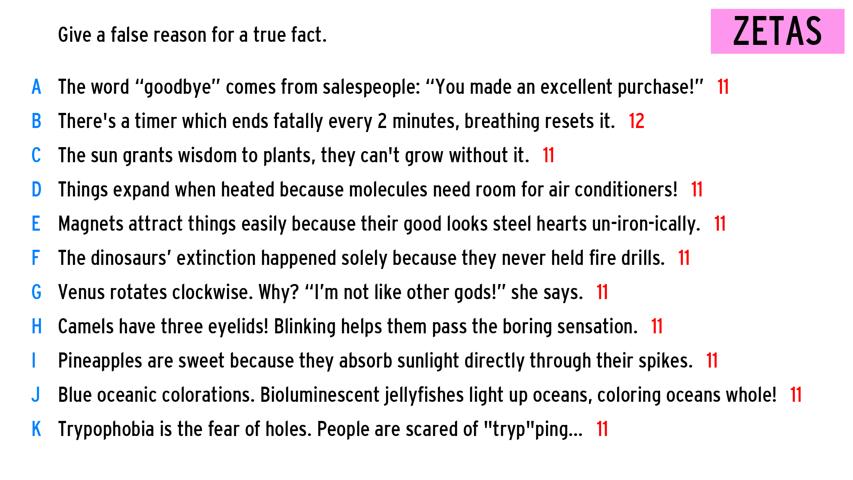 Give a false reason for a true fact.
ZETAS
A The word “goodbye” comes from salespeople: “You made an excellent purchase!” 11
B There's a timer which ends fatally every 2 minutes, breathing resets it. 12
C The sun grants wisdom to plants, they can't grow without it. 11
D Things expand when heated because molecules need room for air conditioners! 11
E Magnets attract things easily because their good looks steel hearts un-iron-ically. 11
F The dinosaurs’ extinction happened solely because they never held fire drills. 11
G Venus rotates clockwise. Why? “I’m not like other gods!” she says. 11
H Camels have three eyelids! Blinking helps them pass the boring sensation. 11
I Pineapples are sweet because they absorb sunlight directly through their spikes. 11
J Blue oceanic colorations. Bioluminescent jellyfishes light up oceans, coloring oceans whole! 11
K Trypophobia is the fear of holes. People are scared of "tryp"ping... 11